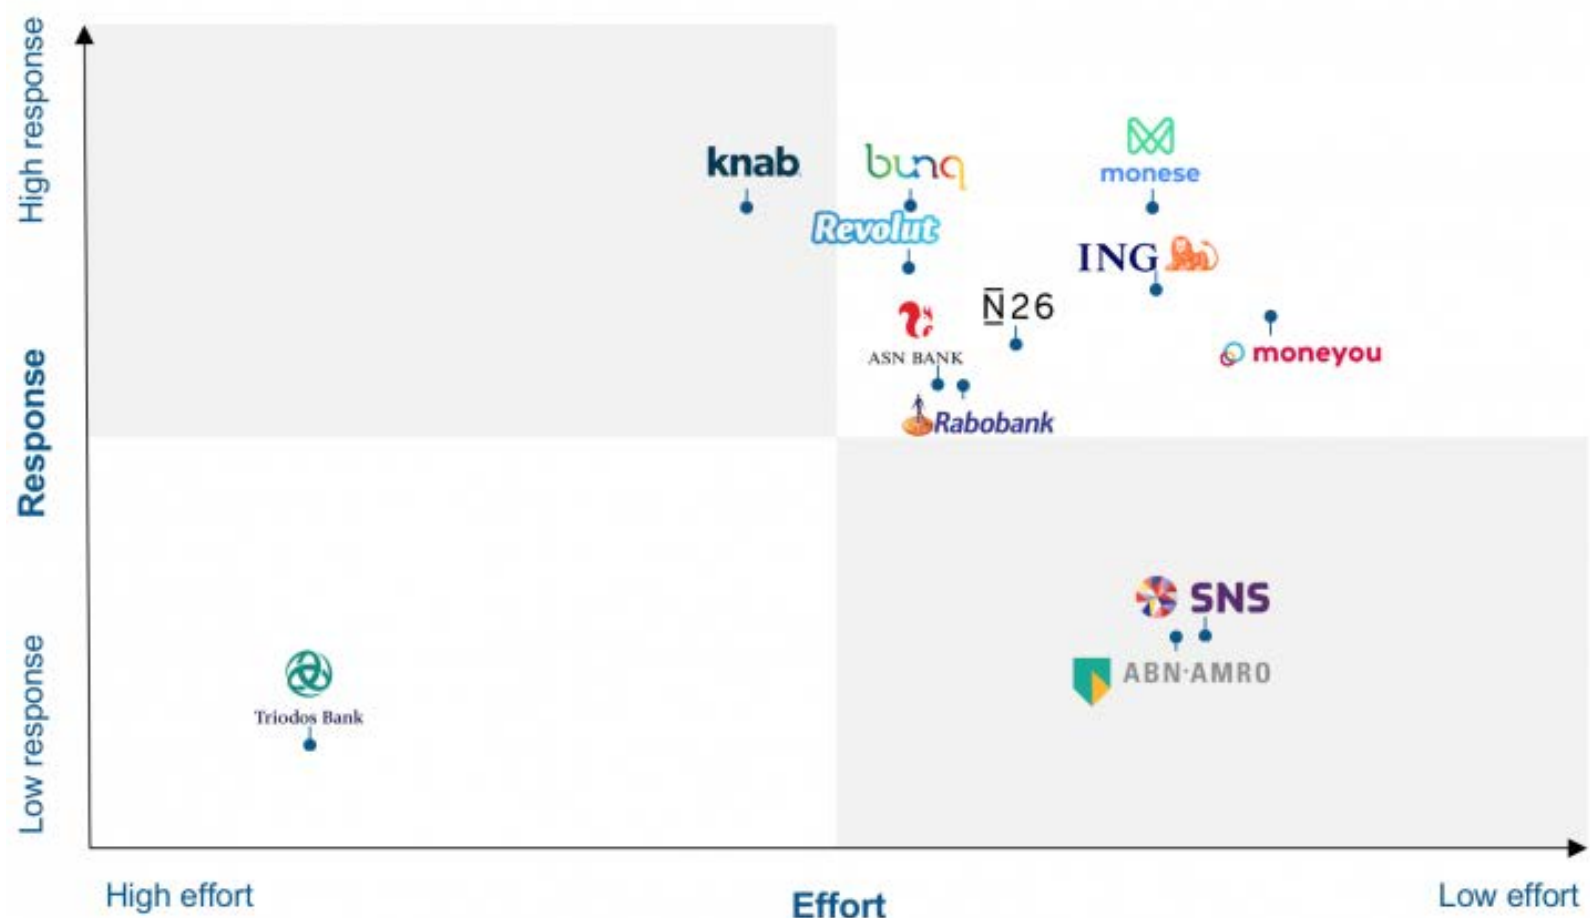 High response
knab
bunq
monese
Revolut
ING
N26
ASN BANK
moneyou
Rabobank
Response
SNS
ABN·AMRO
Triodos Bank
Low response
High effort
Effort
Low effort